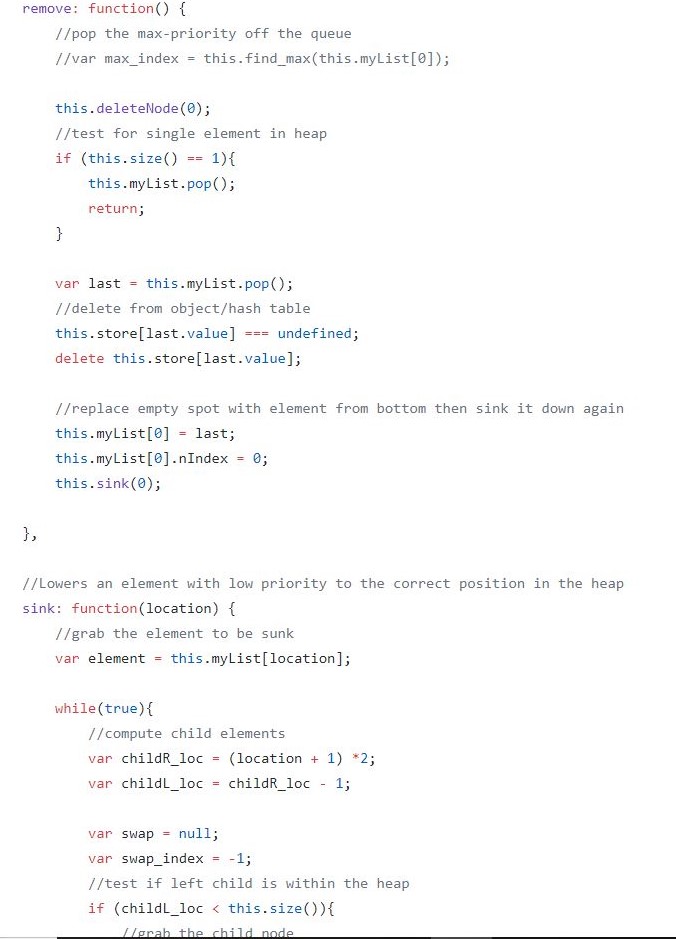 remove: function() {
//pop the max-priority off the queue
//var max_index = this.find_max(this.myList[0]);
this.deleteNode(0);
//test for single element in heap
if (this.size() == 1){
this.myList.pop();
return;
}
var last = this.myList.pop();
//delete from object/hash table
this.store[last.value] === undefined;
delete this.store[last.value];
//replace empty spot with element from bottom then sink it down again
this.myList[0] = last;
this.myList[0].nIndex = 0;
this.sink(0);
},
//Lowers an element with low priority to the correct position in the heap
sink: function(location) {
//grab the element to be sunk
var element = this.myList[location];
while(true){
//compute child elements
var childR_loc = (location + 1) *2;
var childL_loc = childR_loc - 1;
var swap = null;
var swap_index = -1;
//test if left child is within the heap
if (childL_loc < this.size()){
//grab the child node